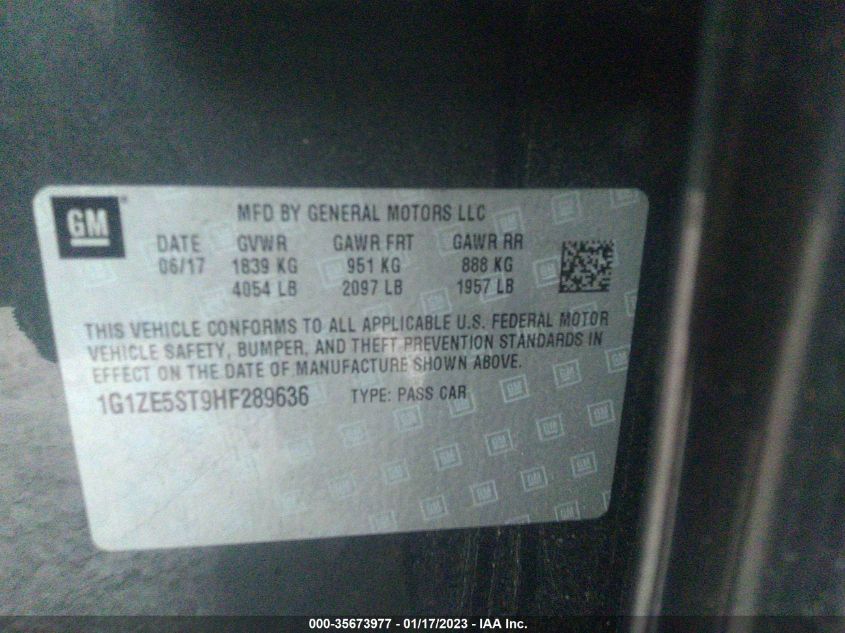 GM
MFD BY GENERAL MOTORS LLC
DATE GVWR GAWR FRT GAWR RR
06/17 1839 KG 951 KG 888 KG
4054 LB 2097 LB 1957 LB
THIS VEHICLE CONFORMS TO ALL APPLICABLE U.S. FEDERAL MOTOR
VEHICLE SAFETY, BUMPER, AND THEFT PREVENTION STANDARDS IN
EFFECT ON THE DATE OF MANUFACTURE SHOWN ABOVE.
1G1ZE5ST9HF289636 TYPE: PASS CAR
000-35673977 - 01/17/2023 - IAA Inc.